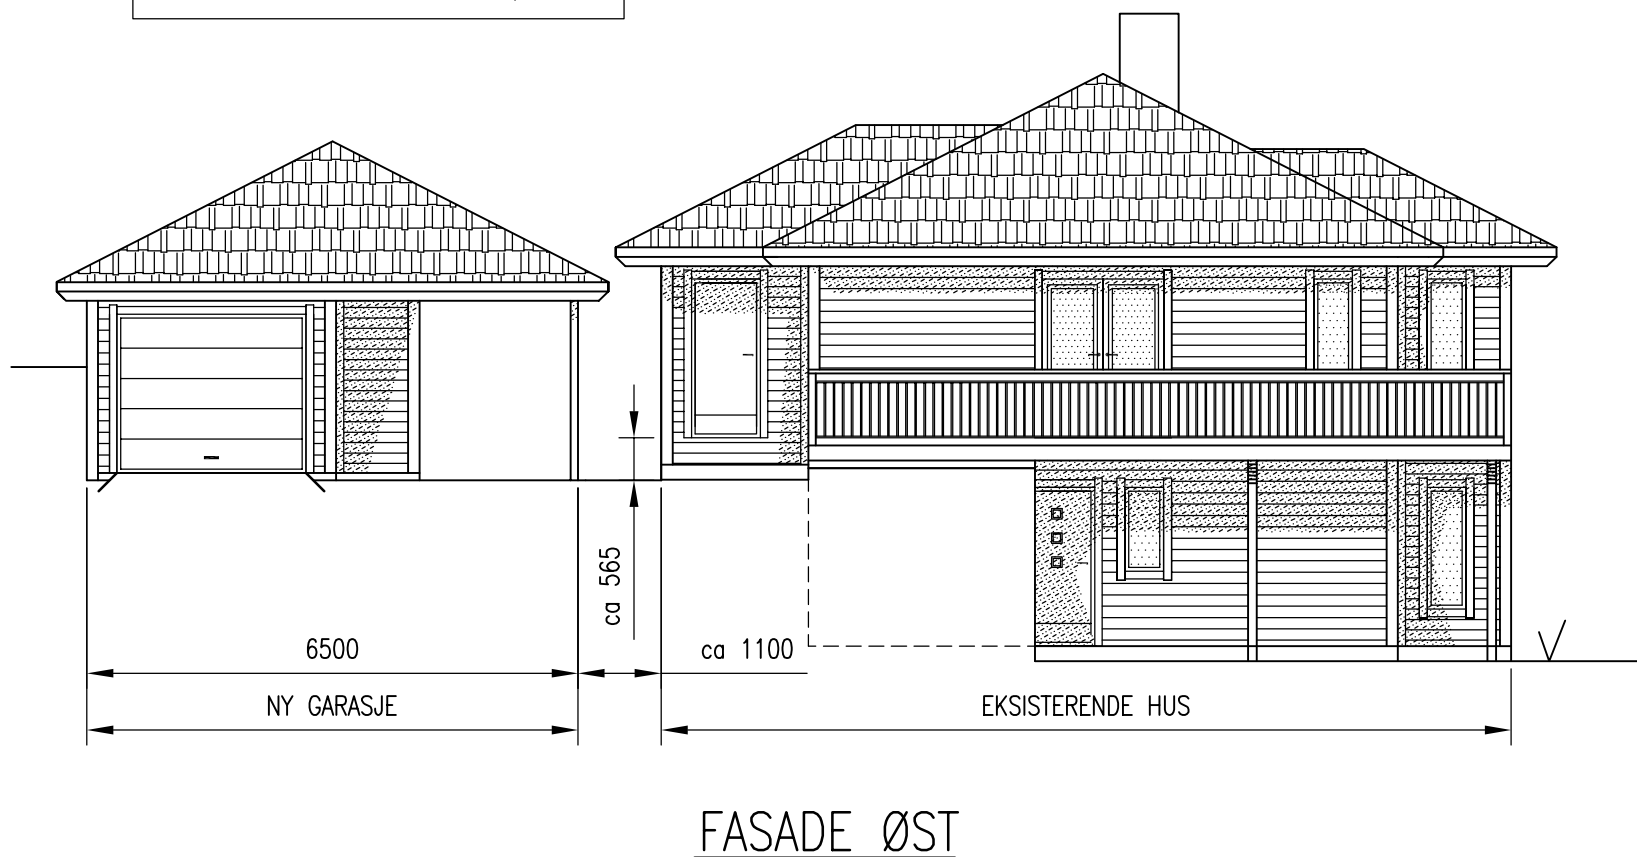 ca 565
6500
ca 1100
NY GARASJE
EKSISTERENDE HUS
FASADE ØST